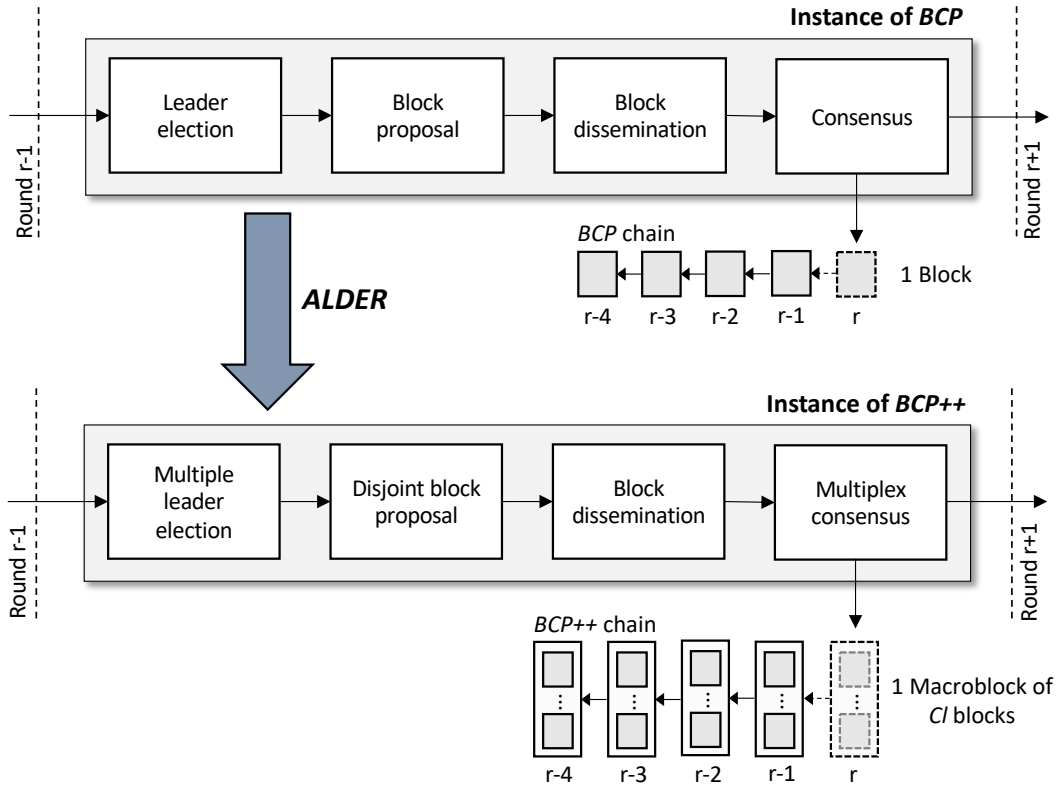 Instance of BCP
Round r-1
Leader
election
Block
proposal
Block
dissemination
Consensus
Round r+1
BCP chain
1 Block
r-4
r-3
r-2
r-1
r
ALDER
Instance of BCP++
Round r-1
Multiple
leader
election
Disjoint block
proposal
Block
dissemination
Multiplex
consensus
Round r+1
BCP++ chain
1 Macroblock of
Cl blocks
r-4
r-3
r-2
r-1
r